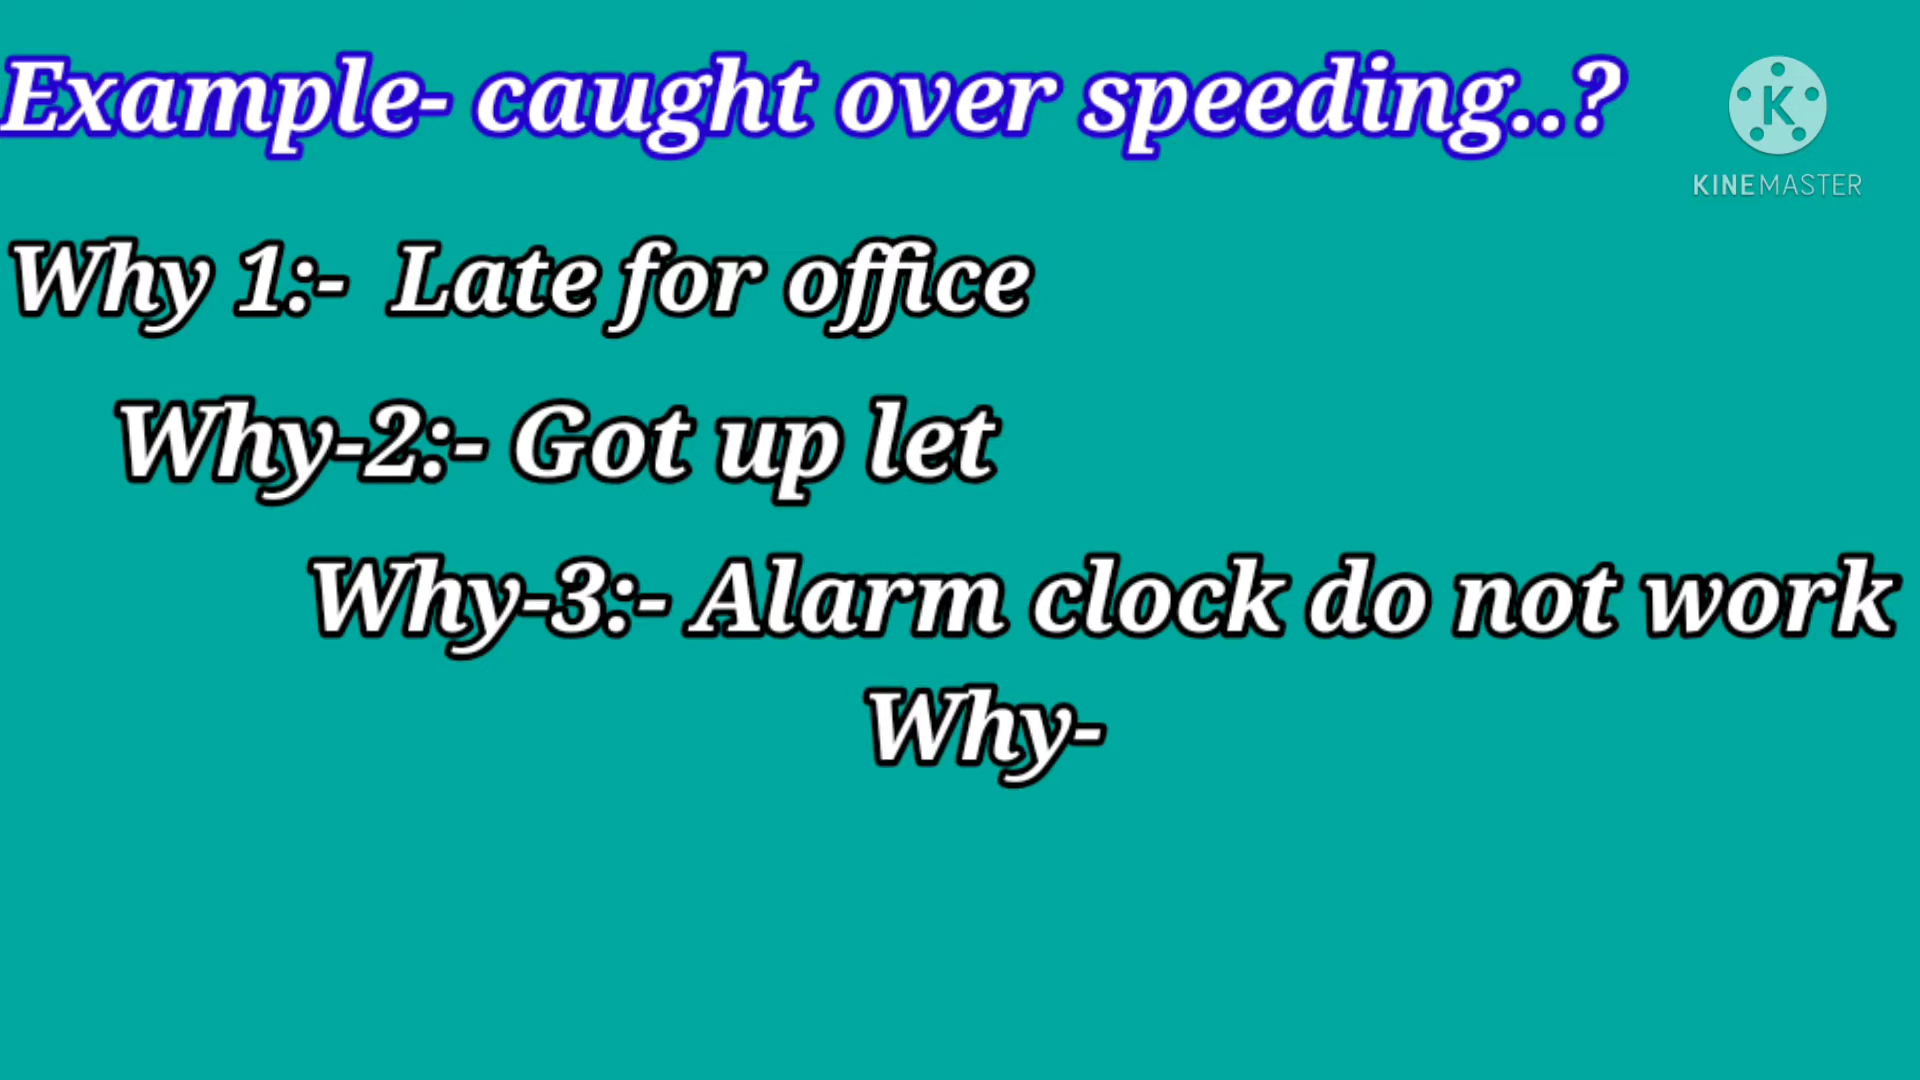 Example- caught over speeding..?
K
KINEMASTER
Why 1:- Late for office
Why-2:- Got up let
Why-3:- Alarm clock do not work
Why-